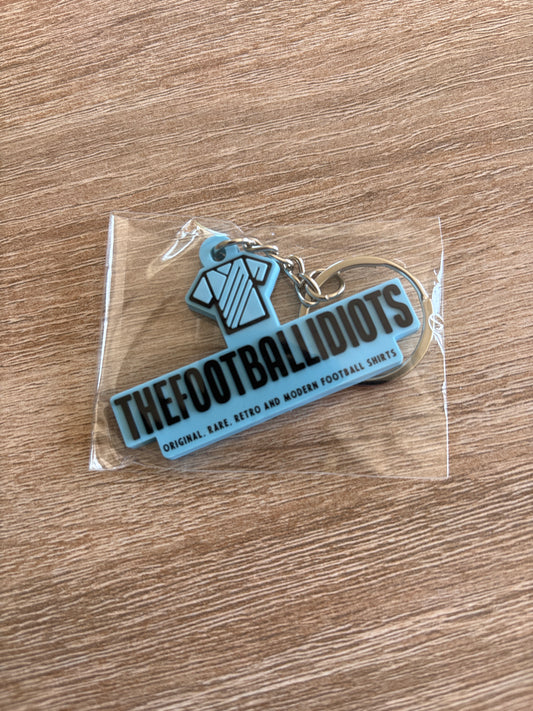 THEFOOTBALLIDIOTS
ORIGINAL, RARE, RETRO AND MODERN FOOTBALL SHIRTS